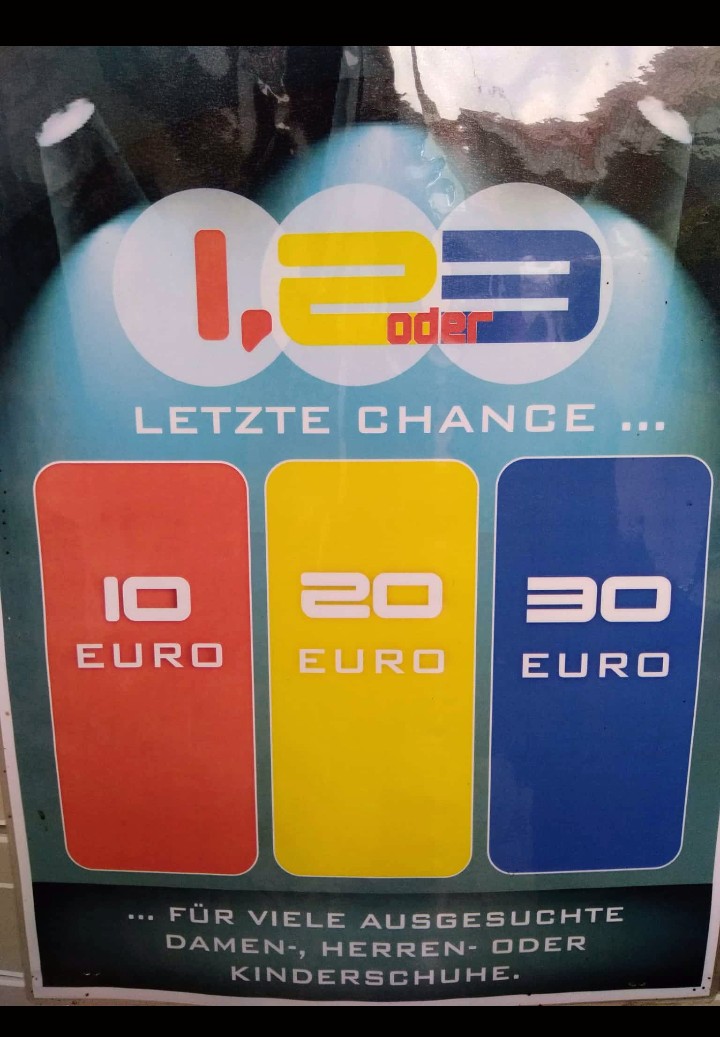 1, 2 oder 3
LETZTE CHANCE ...
10 EURO
20 EURO
30 EURO
... FÜR VIELE AUSGESUCHTE
DAMEN-, HERREN- ODER
KINDERSCHUHE.